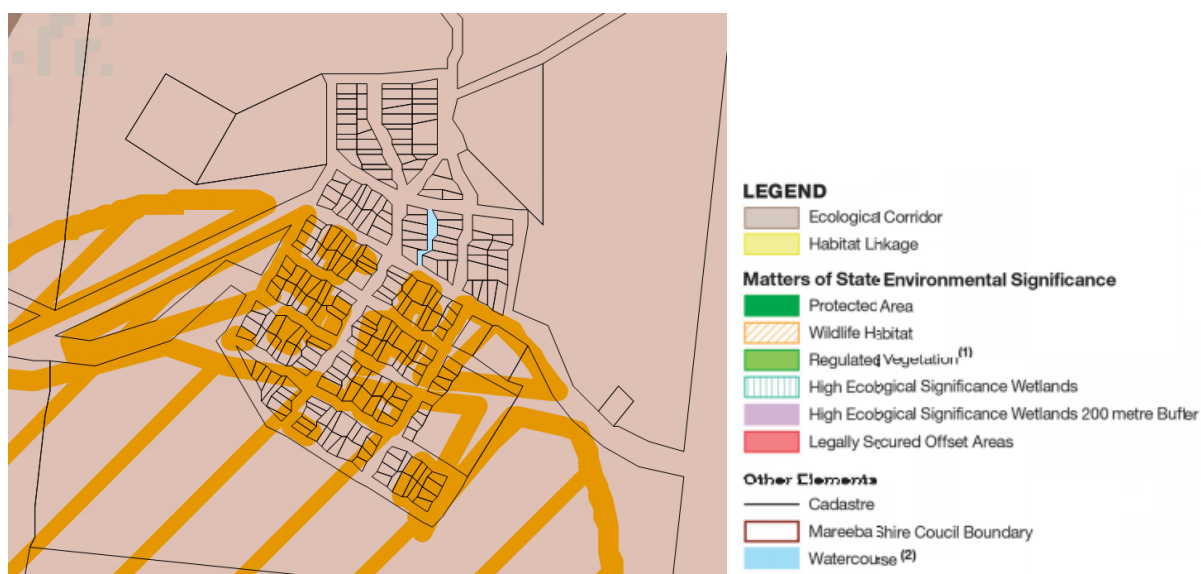 LEGEND
Ecological Corridor
Habitat Linkage
Matters of State Environmental Significance
Protected Area
Wildlife Habitat
Regulated Vegetation (1)
High Ecological Significance Wetlands
High Ecological Significance Wetlands 200 metre Buffer
Legally Secured Offset Areas
Other Elements
Cadastre
Mareeba Shire Coucil Boundary
Watercourse (2)